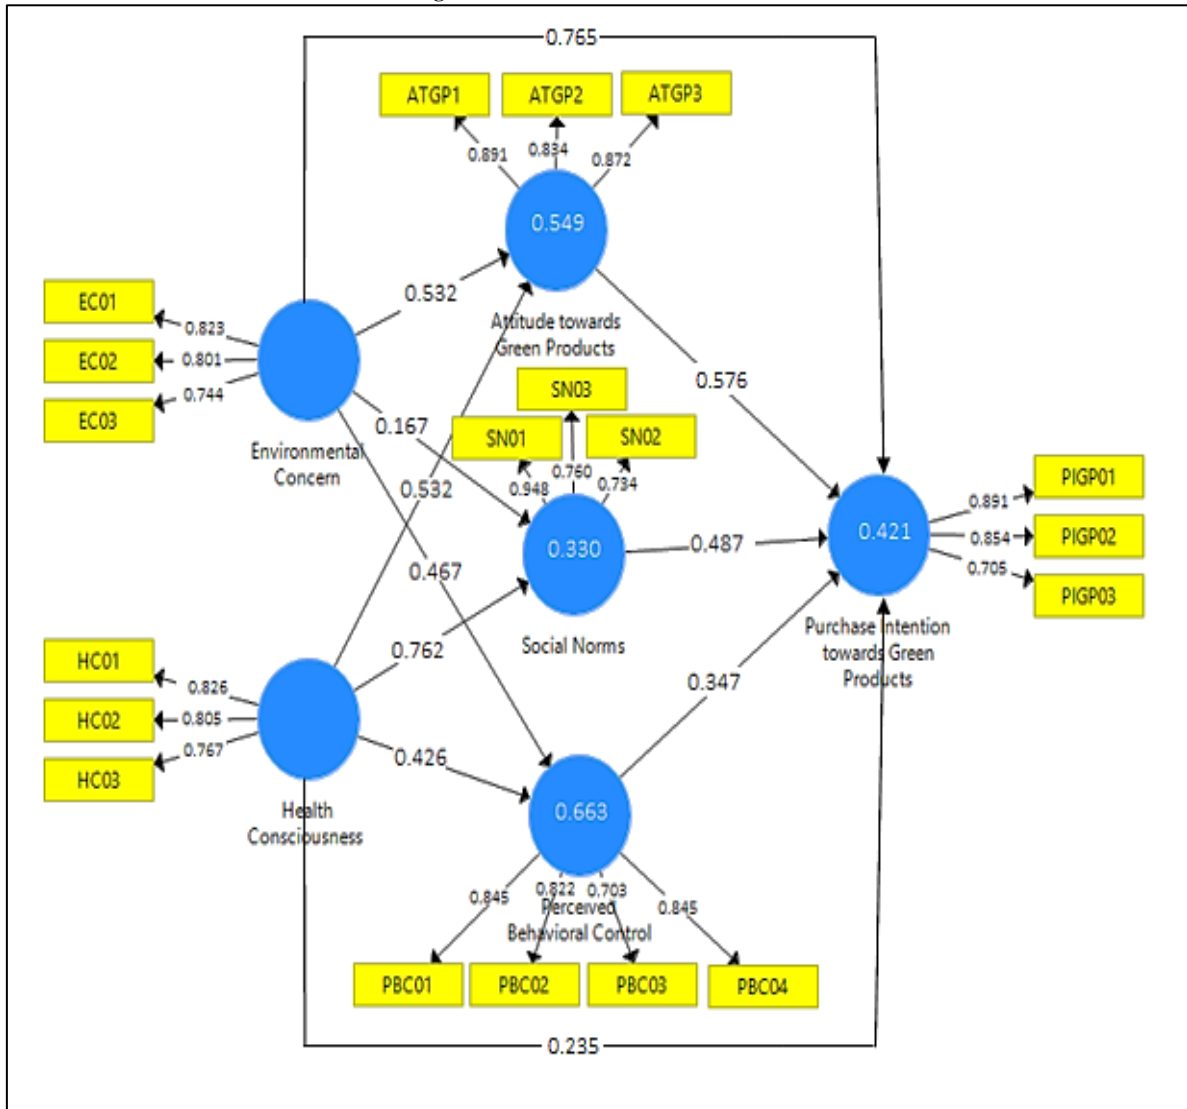 0.765
ATGP1
ATGP2
ATGP3
0.891
0.834
0.872
0.549
Attitude towards
Green Products
EC01
EC02
EC03
0.823
0.801
0.744
Environmental
Concern
0.532
0.167
0.532
0.467
SN03
SN01
SN02
0.948
0.760
0.734
0.330
Social Norms
0.576
0.487
0.347
0.421
Purchase Intention
towards Green
Products
PIGP01
PIGP02
PIGP03
0.891
0.854
0.705
HC01
HC02
HC03
0.826
0.805
0.767
Health
Consciousness
0.762
0.426
0.663
Perceived
Behavioral Control
0.845
0.822
0.703
0.845
PBC01
PBC02
PBC03
PBC04
0.235